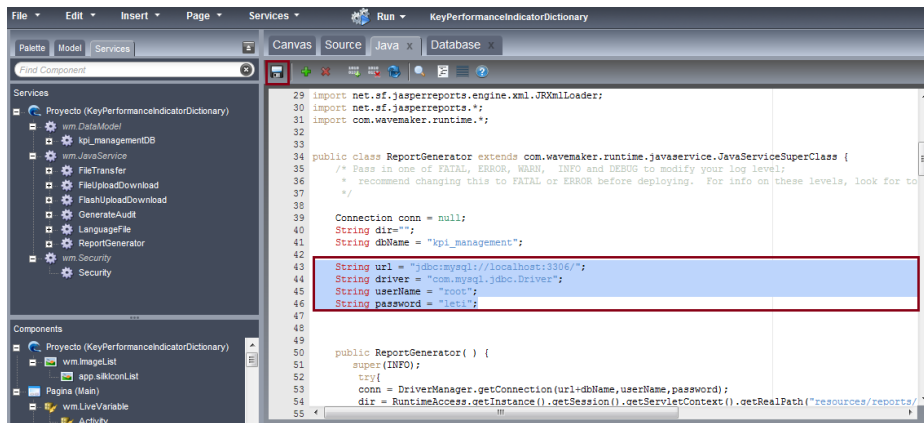 File Edit Insert Page Services Run KeyPerformanceIndicatorDictionary
Palette Model Services
Canvas Source Java x Database x
Find Component
Services
Proyecto (KeyPerformanceIndicatorDictionary)
wm.DataModel
kpi_managementDB
wm.JavaService
FileTransfer
FileUploadDownload
FlashUploadDownload
GenerateAudit
LanguageFile
ReportGenerator
wm.Security
Security
Components
Proyecto (KeyPerformanceIndicatorDictionary)
wm.ImageList
app.silkIconList
Pagina (Main)
wm.LiveVariable
Activity
29 import net.sf.jasperreports.engine.xml.JRXmlLoader;
30 import net.sf.jasperreports.*;
31 import com.wavemaker.runtime.*;
32
33
34 public class ReportGenerator extends com.wavemaker.runtime.javaservice.JavaServiceSuperClass {
35 /* Pass in one of FATAL, ERROR, WARN, INFO and DEBUG to modify your log level;
36 * recommend changing this to FATAL or ERROR before deploying. For info on these levels, look for to
37 */
38
39 Connection conn = null;
40 String dir="";
41 String dbName = "kpi_management";
42
43 String url = "jdbc:mysql://localhost:3306/";
44 String driver = "com.mysql.jdbc.Driver";
45 String userName = "root";
46 String password = "leti";
47
48
49
50 public ReportGenerator( ) {
51 super(INFO);
52 try{
53 conn = DriverManager.getConnection(url+dbName,userName,password);
54 dir = RuntimeAccess.getInstance().getSession().getServletContext().getRealPath("resources/reports/
55